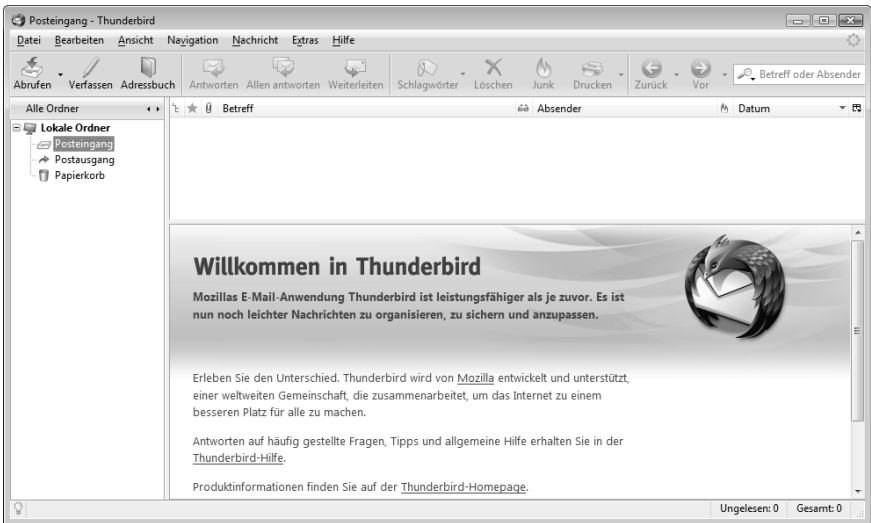 Posteingang - Thunderbird
Datei Bearbeiten Ansicht Navigation Nachricht Extras Hilfe
Abrufen Verfassen Adressbuch Antworten Allen antworten Weiterleiten Schlagwörter Löschen Junk Drucken Zurück Vor Betreff oder Absender
Alle Ordner Betreff Absender Datum
Lokale Ordner
Posteingang
Postausgang
Papierkorb
Willkommen in Thunderbird
Mozillas E-Mail-Anwendung Thunderbird ist leistungsfähiger als je zuvor. Es ist
nun noch leichter Nachrichten zu organisieren, zu sichern und anzupassen.
Erleben Sie den Unterschied. Thunderbird wird von Mozilla entwickelt und unterstützt,
einer weltweiten Gemeinschaft, die zusammenarbeitet, um das Internet zu einem
besseren Platz für alle zu machen.
Antworten auf häufig gestellte Fragen, Tipps und allgemeine Hilfe erhalten Sie in der
Thunderbird-Hilfe.
Produktinformationen finden Sie auf der Thunderbird-Homepage.
Ungelesen: 0 Gesamt: 0